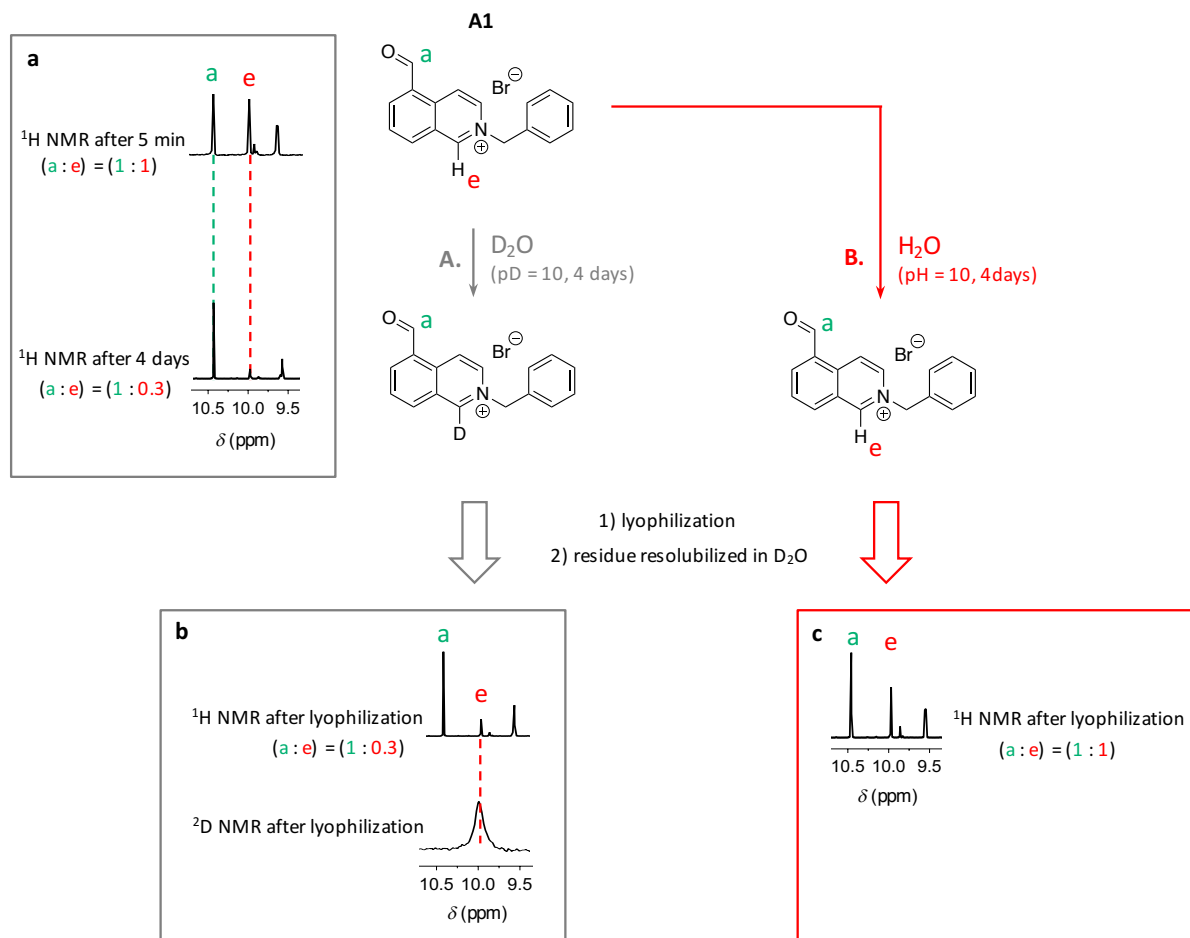 A1
a
a e
¹H NMR after 5 min
(a : e) = (1 : 1)
¹H NMR after 4 days
(a : e) = (1 : 0.3)
10.5 10.0 9.5
δ (ppm)
O a
Br⊖
N
⊕
H e
A. D₂O
(pD = 10, 4 days)
B. H₂O
(pH = 10, 4days)
O a
Br⊖
N
⊕
D
O a
Br⊖
N
⊕
H e
1) lyophilization
2) residue resolubilized in D₂O
b
a
e
¹H NMR after lyophilization
(a : e) = (1 : 0.3)
²D NMR after lyophilization
10.5 10.0 9.5
δ (ppm)
c
a e
¹H NMR after lyophilization
(a : e) = (1 : 1)
10.5 10.0 9.5
δ (ppm)